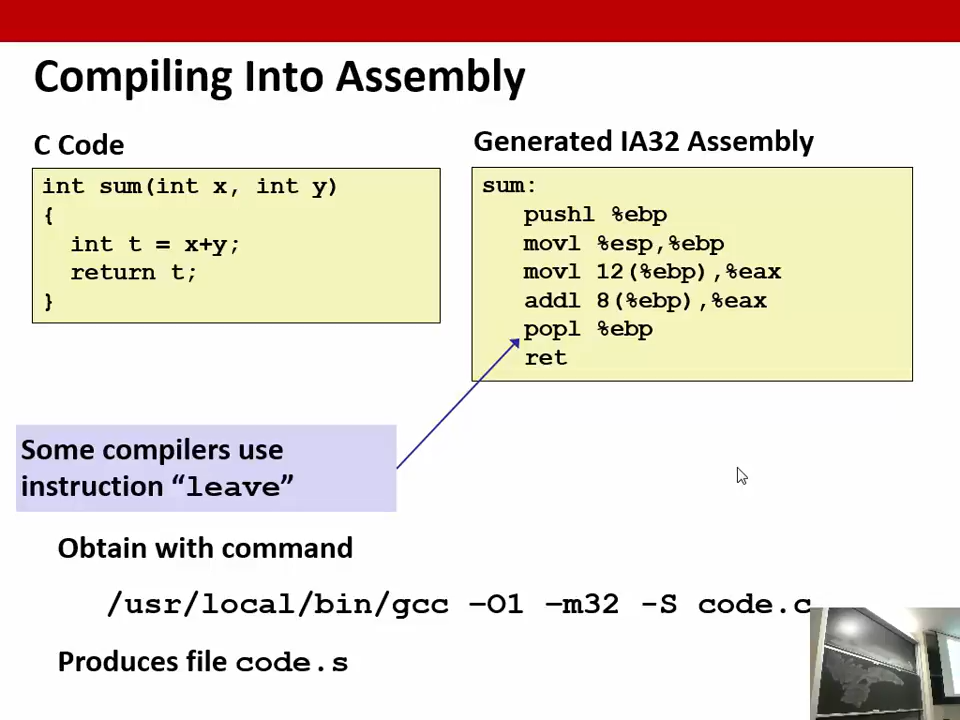 Compiling Into Assembly
C Code
int sum(int x, int y)
{
  int t = x+y;
  return t;
}
Generated IA32 Assembly
sum:
   pushl %ebp
   movl %esp,%ebp
   movl 12(%ebp),%eax
   addl 8(%ebp),%eax
   popl %ebp
   ret
Some compilers use
instruction “leave”
Obtain with command
/usr/local/bin/gcc –O1 –m32 -S code.c
Produces file code.s